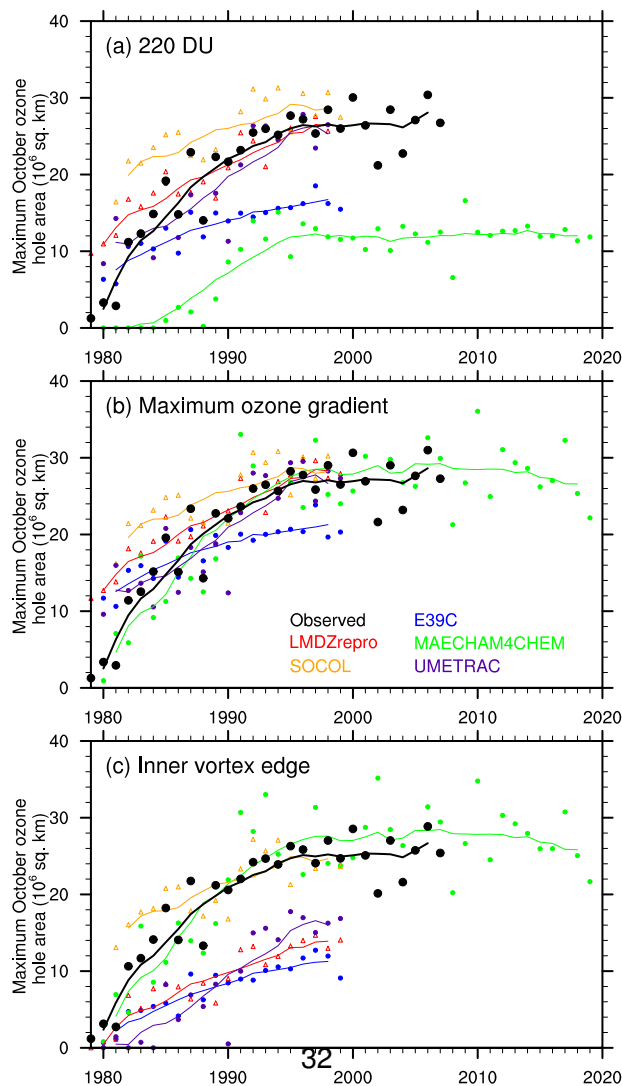 (a) 220 DU
Maximum October ozone
hole area (10⁶ sq. km)
40
30
20
10
0
1980 1990 2000 2010 2020
(b) Maximum ozone gradient
Maximum October ozone
hole area (10⁶ sq. km)
40
30
20
10
0
Observed E39C
LMDZrepro MAECHAM4CHEM
SOCOL UMETRAC
1980 1990 2000 2010 2020
(c) Inner vortex edge
Maximum October ozone
hole area (10⁶ sq. km)
40
30
20
10
0
32
1980 1990 2000 2010 2020